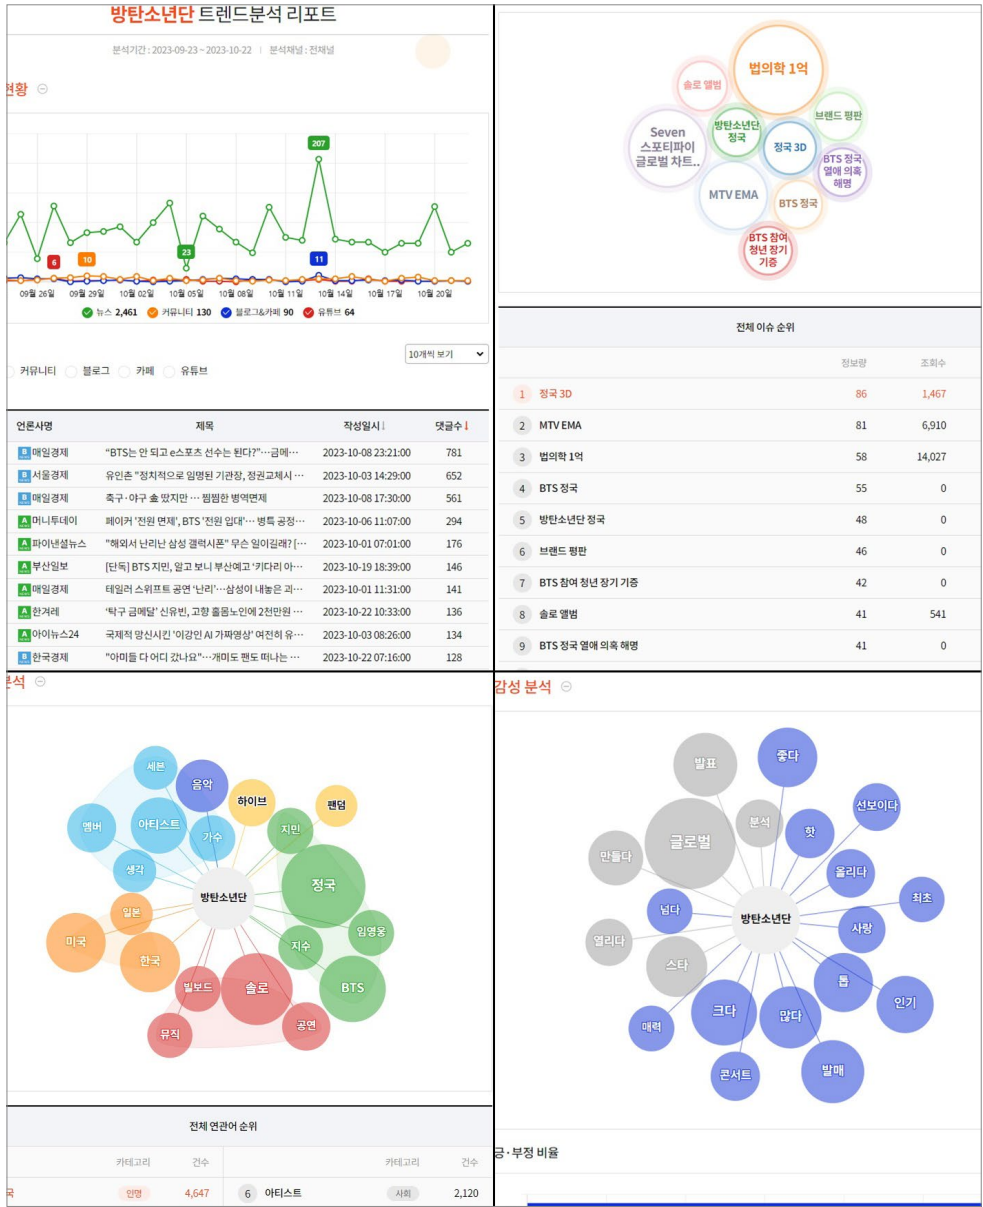 방탄소년단 트렌드분석 리포트
분석기간 : 2023-09-23 ~ 2023-10-22 | 분석채널 : 전채널
현황
207
23
6
10
11
09월 26일 09월 29일 10월 02일 10월 05일 10월 08일 10월 11일 10월 14일 10월 17일 10월 20일
뉴스 2,461 커뮤니티 130 블로그&카페 90 유튜브 64
10개씩 보기
커뮤니티 블로그 카페 유튜브
언론사명 제목 작성일시 댓글수
B 매일경제 “BTS는 안 되고 e스포츠 선수는 된다?”…금메… 2023-10-08 23:21:00 781
B 서울경제 유인촌 "정치적으로 임명된 기관장, 정권교체시 … 2023-10-03 14:29:00 652
B 매일경제 축구·야구 金 땄지만 … 찜찜한 병역면제 2023-10-08 17:30:00 561
A 머니투데이 페이커 '전원 면제', BTS '전원 입대'… 병특 공정… 2023-10-06 11:07:00 294
A 파이낸셜뉴스 "해외서 난리난 삼성 갤럭시폰" 무슨 일이길래? [… 2023-10-01 07:01:00 176
A 부산일보 [단독] BTS 지민, 알고 보니 부산예고 ‘키다리 아… 2023-10-19 18:39:00 146
A 매일경제 테일러 스위프트 공연 ‘난리’…삼성이 내놓은 괴… 2023-10-01 11:31:00 141
A 한겨레 ‘탁구 금메달’ 신유빈, 고향 홀몸노인에 2천만원 … 2023-10-22 10:33:00 136
A 아이뉴스24 국제적 망신시킨 '이강인 AI 가짜영상' 여전히 유… 2023-10-03 08:26:00 134
B 한국경제 "아미들 다 어디 갔나요"…개미도 팬도 떠나는 … 2023-10-22 07:16:00 128
법의학 1억
솔로 앨범
브랜드 평판
방탄소년단
정국
Seven
스포티파이
글로벌 차트..
정국 3D
BTS 정국
열애 의혹
해명
MTV EMA
BTS 정국
BTS 참여
청년 장기
기증
전체 이슈 순위
정보량 조회수
1 정국 3D 86 1,467
2 MTV EMA 81 6,910
3 법의학 1억 58 14,027
4 BTS 정국 55 0
5 방탄소년단 정국 48 0
6 브랜드 평판 46 0
7 BTS 참여 청년 장기 기증 42 0
8 솔로 앨범 41 541
9 BTS 정국 열애 의혹 해명 41 0
분석
세븐
음악
하이브
팬덤
멤버
아티스트
가수
지민
생각
정국
방탄소년단
일본
임영웅
미국
한국
지수
빌보드
솔로
BTS
뮤직
공연
전체 연관어 순위
카테고리 건수 카테고리 건수
국 인명 4,647 6 아티스트 사회 2,120
감성 분석
발표
좋다
선보이다
글로벌
분석
핫
만들다
올리다
넘다
최초
방탄소년단
사랑
열리다
스타
톱
인기
크다
많다
매력
콘서트
발매
긍·부정 비율